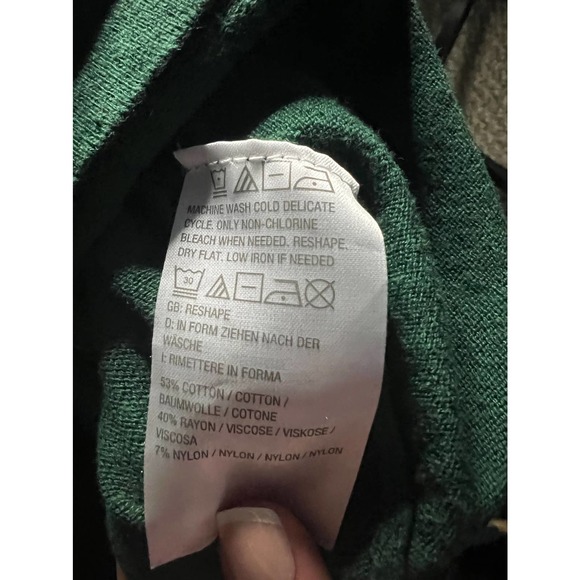 MACHINE WASH COLD DELICATE
CYCLE. ONLY NON-CHLORINE
BLEACH WHEN NEEDED. RESHAPE.
DRY FLAT. LOW IRON IF NEEDED
30
GB: RESHAPE
D: IN FORM ZIEHEN NACH DER
WÄSCHE
I: RIMETTERE IN FORMA
53% COTTON / COTTON /
BAUMWOLLE / COTONE
40% RAYON / VISCOSE / VISKOSE /
VISCOSA
7% NYLON / NYLON / NYLON / NYLON